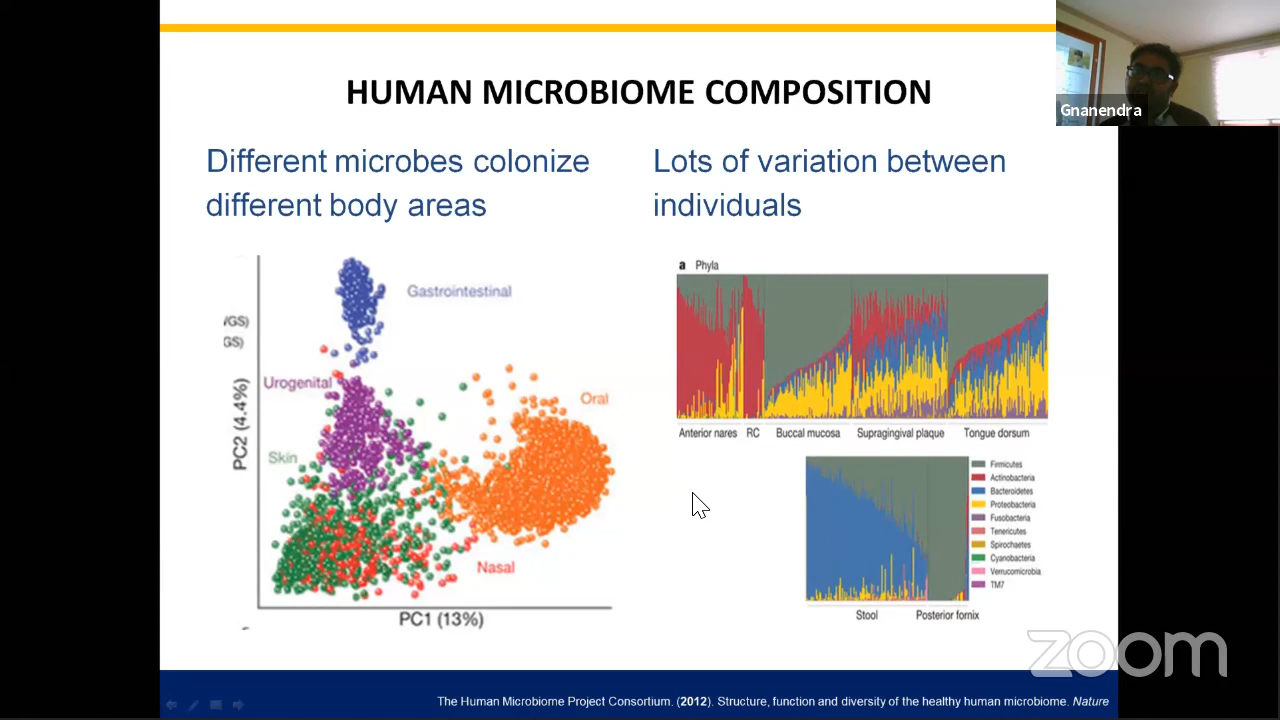 HUMAN MICROBIOME COMPOSITION
Gnanendra
Different microbes colonize
different body areas
Lots of variation between
individuals
GS)
GS)
PC2 (4.4%)
Gastrointestinal
Urogenital
Oral
Skin
Nasal
PC1 (13%)
a Phyla
Anterior nares RC Buccal mucosa Supragingival plaque Tongue dorsum
Firmicutes
Actinobacteria
Bacteroidetes
Proteobacteria
Fusobacteria
Tenericutes
Spirochaetes
Cyanobacteria
Verrucomicrobia
TM7
Stool Posterior fornix
zoom
The Human Microbiome Project Consortium. (2012). Structure, function and diversity of the healthy human microbiome. Nature